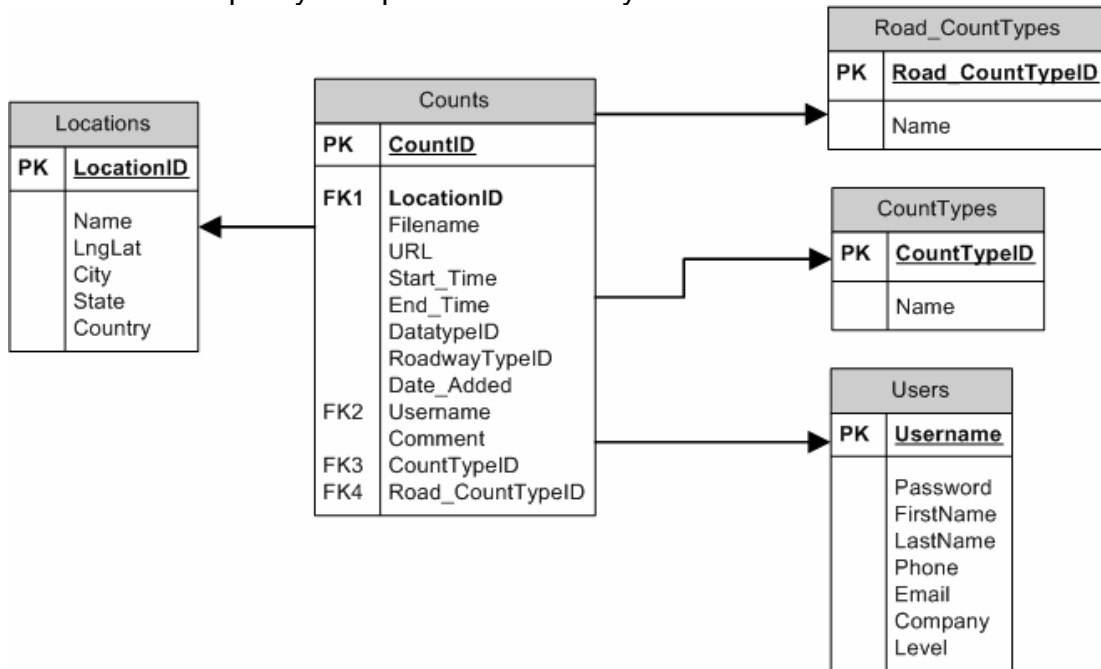 Locations
PK LocationID
Name
LngLat
City
State
Country
Counts
PK CountID
FK1 LocationID
Filename
URL
Start_Time
End_Time
DatatypeID
RoadwayTypeID
Date_Added
FK2 Username
Comment
FK3 CountTypeID
FK4 Road_CountTypeID
Road_CountTypes
PK Road_CountTypeID
Name
CountTypes
PK CountTypeID
Name
Users
PK Username
Password
FirstName
LastName
Phone
Email
Company
Level